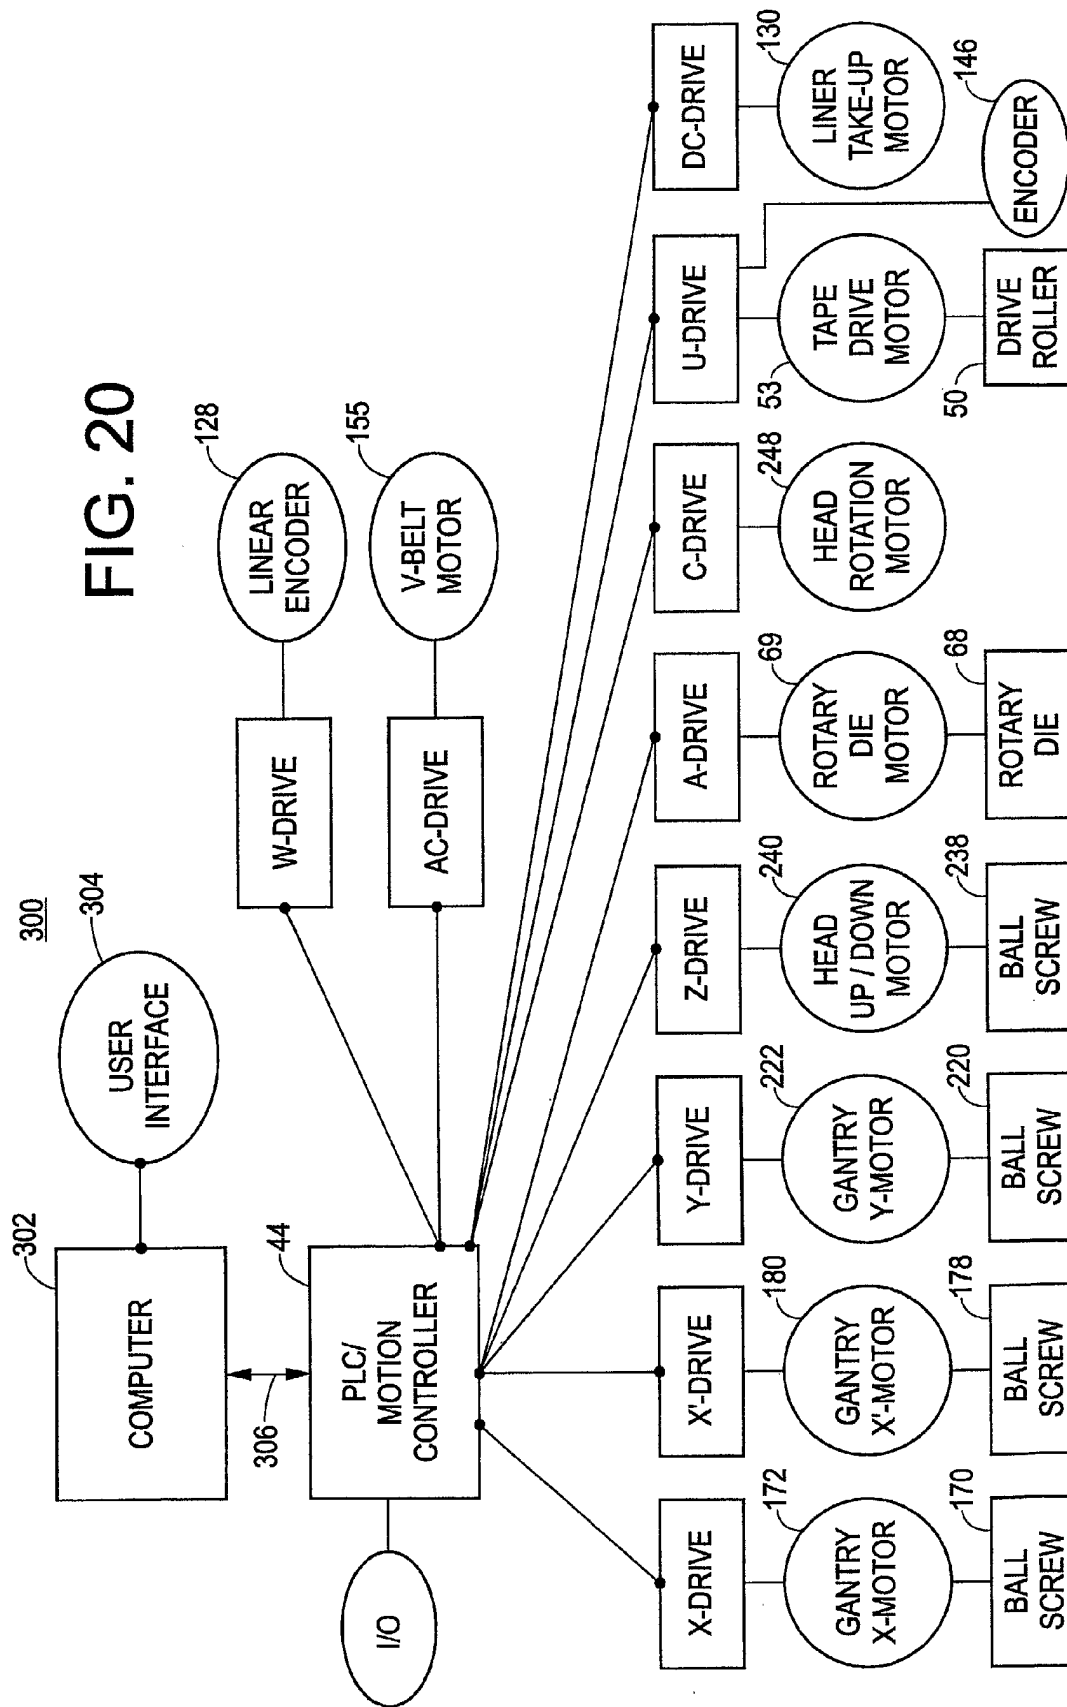 FIG. 20
300
302
COMPUTER
304
USER
INTERFACE
306
44
PLC/
MOTION
CONTROLLER
I/O
W-DRIVE
128
LINEAR
ENCODER
AC-DRIVE
155
V-BELT
MOTOR
X-DRIVE
172
GANTRY
X-MOTOR
170
BALL
SCREW
X'-DRIVE
180
GANTRY
X'-MOTOR
178
BALL
SCREW
Y-DRIVE
222
GANTRY
Y-MOTOR
220
BALL
SCREW
Z-DRIVE
240
HEAD
UP / DOWN
MOTOR
238
BALL
SCREW
A-DRIVE
69
ROTARY
DIE
MOTOR
68
ROTARY
DIE
C-DRIVE
248
HEAD
ROTATION
MOTOR
U-DRIVE
53
TAPE
DRIVE
MOTOR
50
DRIVE
ROLLER
DC-DRIVE
130
LINER
TAKE-UP
MOTOR
146
ENCODER